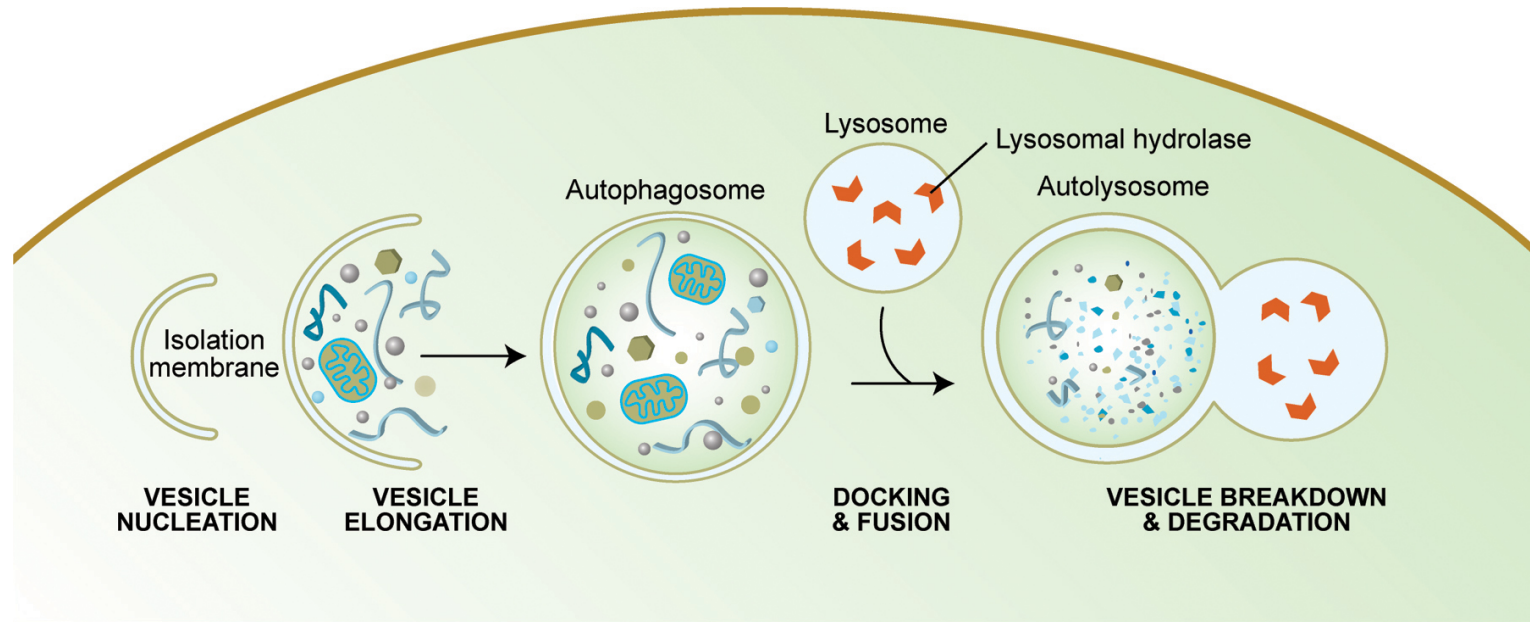 Lysosome
Lysosomal hydrolase
Autophagosome
Autolysosome
Isolation
membrane
VESICLE
NUCLEATION
VESICLE
ELONGATION
DOCKING
& FUSION
VESICLE BREAKDOWN
& DEGRADATION